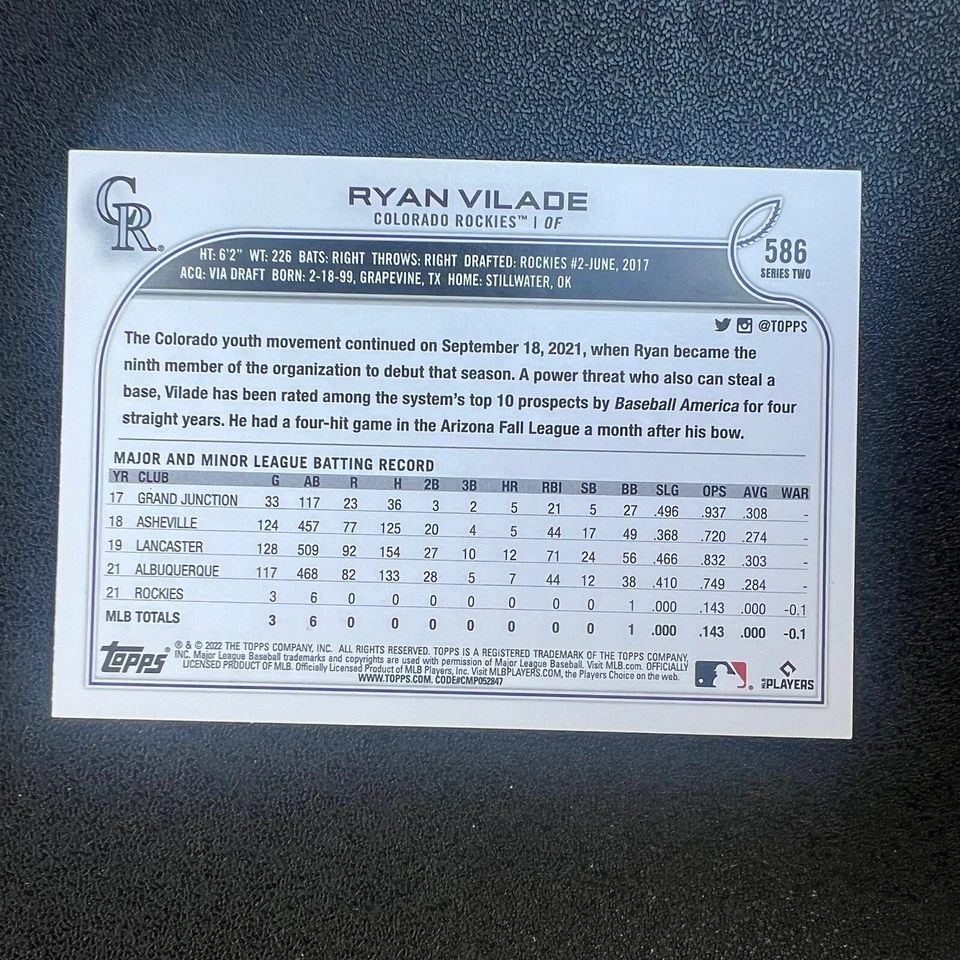 CR®
RYAN VILADE
COLORADO ROCKIES™ | OF
586
SERIES TWO
HT: 6'2" WT: 226 BATS: RIGHT THROWS: RIGHT DRAFTED: ROCKIES #2-JUNE, 2017
ACQ: VIA DRAFT BORN: 2-18-99, GRAPEVINE, TX HOME: STILLWATER, OK
@TOPPS
The Colorado youth movement continued on September 18, 2021, when Ryan became the
ninth member of the organization to debut that season. A power threat who also can steal a
base, Vilade has been rated among the system's top 10 prospects by Baseball America for four
straight years. He had a four-hit game in the Arizona Fall League a month after his bow.
MAJOR AND MINOR LEAGUE BATTING RECORD
YR CLUB G AB R H 2B 3B HR RBI SB BB SLG OPS AVG WAR
17 GRAND JUNCTION 33 117 23 36 3 2 5 21 5 27 .496 .937 .308 -
18 ASHEVILLE 124 457 77 125 20 4 5 44 17 49 .368 .720 .274 -
19 LANCASTER 128 509 92 154 27 10 12 71 24 56 .466 .832 .303 -
21 ALBUQUERQUE 117 468 82 133 28 5 7 44 12 38 .410 .749 .284 -
21 ROCKIES 3 6 0 0 0 0 0 0 0 1 .000 .143 .000 -0.1
MLB TOTALS 3 6 0 0 0 0 0 0 0 1 .000 .143 .000 -0.1
Topps®
® & © 2022 THE TOPPS COMPANY, INC. ALL RIGHTS RESERVED. TOPPS IS A REGISTERED TRADEMARK OF THE TOPPS COMPANY,
INC. Major League Baseball trademarks and copyrights are used with permission of Major League Baseball. Visit MLB.com. OFFICIALLY
LICENSED PRODUCT OF MLB. Officially Licensed Product of MLB Players, Inc. Visit MLBPLAYERS.COM, the Players Choice on the web.
WWW.TOPPS.COM. CODE#CMP052847
®
MLB PLAYERS